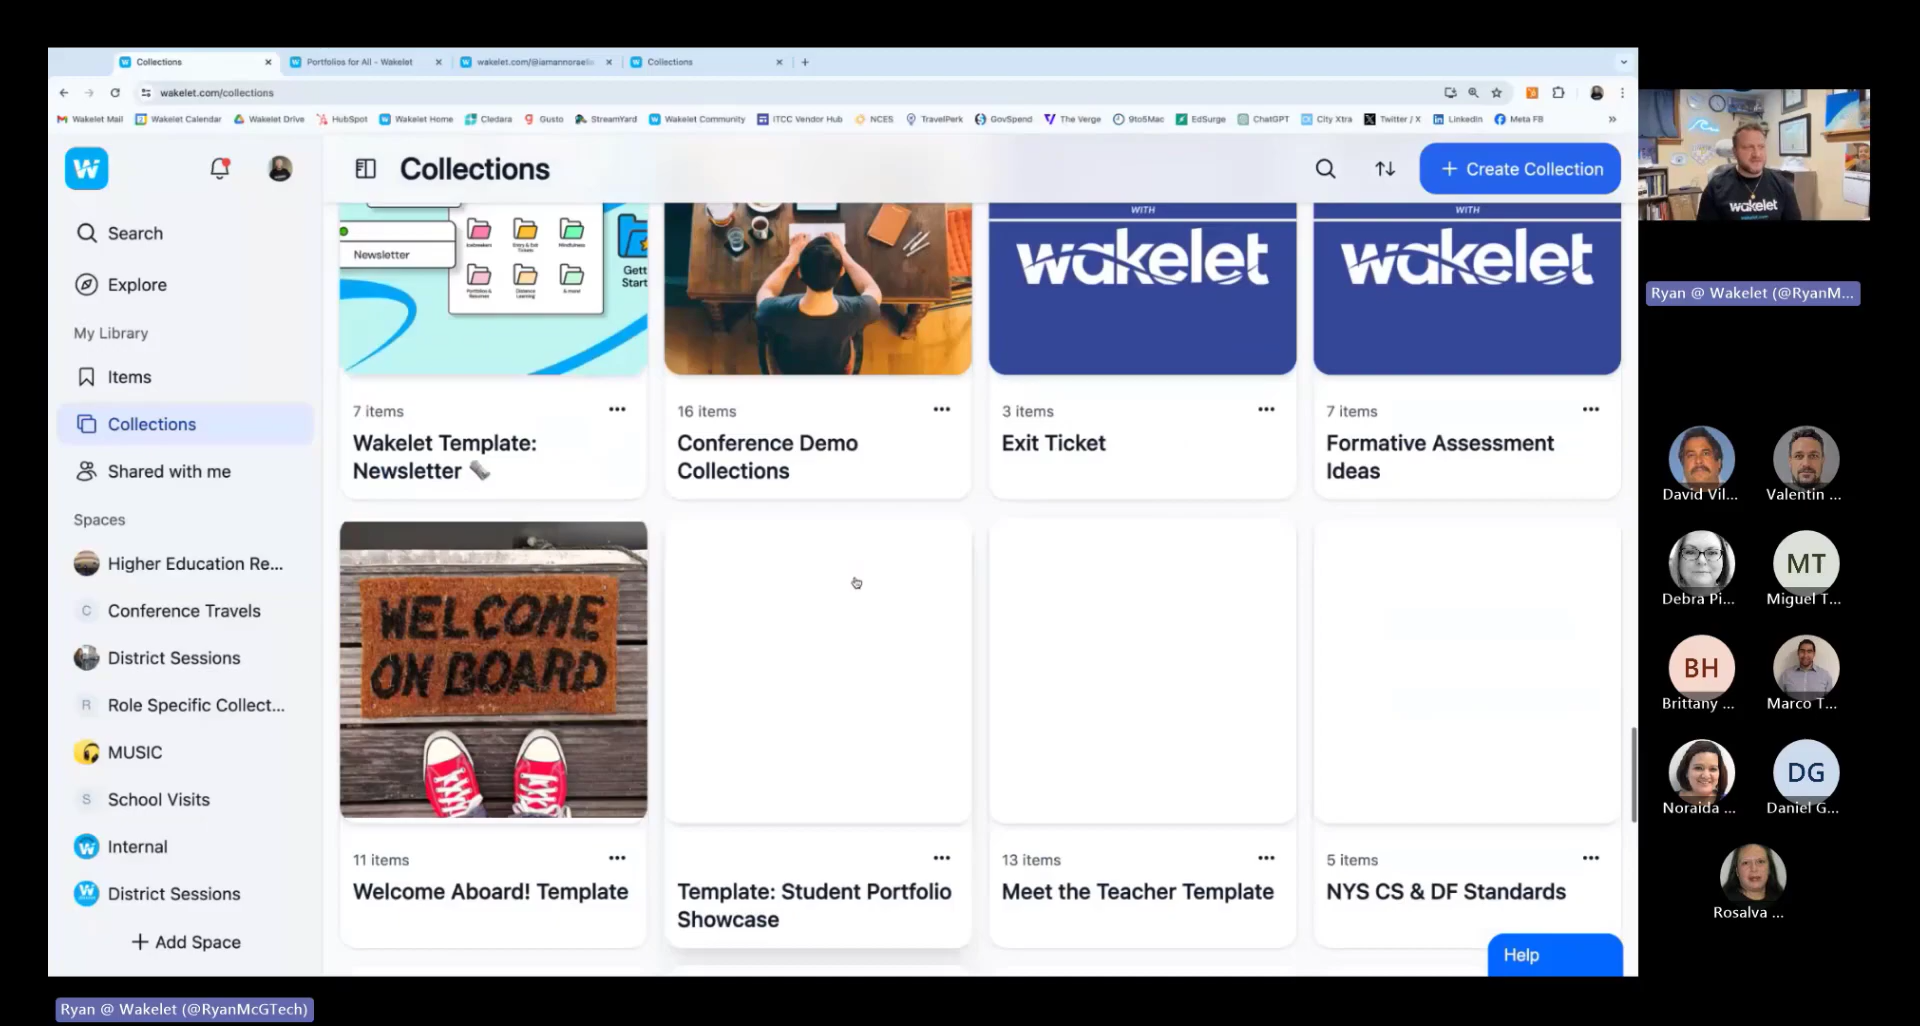 Collections
Portfolios for All - Wakelet
Collections
wakelet.com/collections
Wakelet Mail
Wakelet Calendar
Wakelet Drive
HubSpot
Wakelet Home
Cledara
Gusto
StreamYard
Wakelet Community
ITCC Vendor Hub
NCES
TravelPerk
GovSpend
The Verge
9to5Mac
EdSurge
ChatGPT
City Xtra
Twitter / X
LinkedIn
Meta FB
W
Collections
+ Create Collection
Search
Explore
My Library
Items
Collections
Shared with me
Spaces
Higher Education Re...
C Conference Travels
District Sessions
R Role Specific Collect...
MUSIC
S School Visits
Internal
District Sessions
+ Add Space
Newsletter
Mindfulness
& more!
Gett
Start
WITH
wakelet
WITH
wakelet
7 items
Wakelet Template:
Newsletter
16 items
Conference Demo
Collections
3 items
Exit Ticket
7 items
Formative Assessment
Ideas
WELCOME
ON BOARD
11 items
Welcome Aboard! Template
Template: Student Portfolio
Showcase
13 items
Meet the Teacher Template
5 items
NYS CS & DF Standards
Help
wakelet
Ryan @ Wakelet (@RyanM...
David Vil...
Valentin ...
Debra Pi...
MT
Miguel T...
BH
Brittany ...
Marco T...
Noraida ...
DG
Daniel G...
Rosalva ...
Ryan @ Wakelet (@RyanMcGTech)